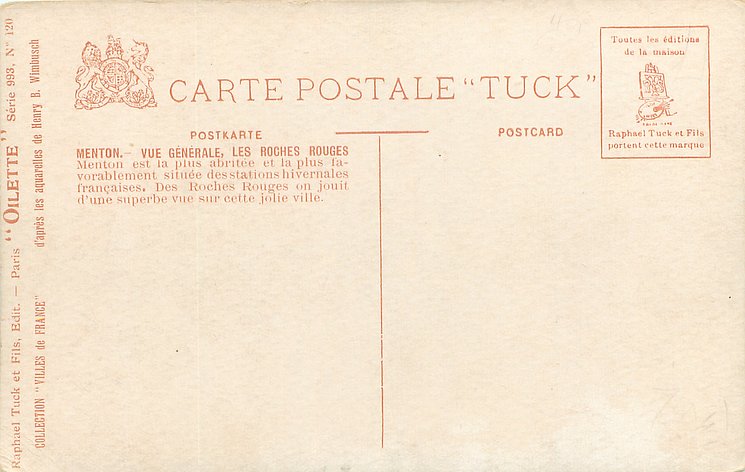 CARTE POSTALE "TUCK"
POSTKARTE
POSTCARD
Toutes les éditions
de la maison
Raphael Tuck et Fils
portent cette marque
MENTON.— VUE GÉNÉRALE, LES ROCHES ROUGES
Menton est la plus abritée et la plus fa-
vorablement située des stations hivernales
françaises. Des Roches Rouges on jouit
d'une superbe vue sur cette jolie ville.
Raphael Tuck et Fils, Edit. — Paris "OILETTE" Série 993, N° 120
COLLECTION "VILLES de FRANCE" d'après les aquarelles de Henry B. Wimbusch